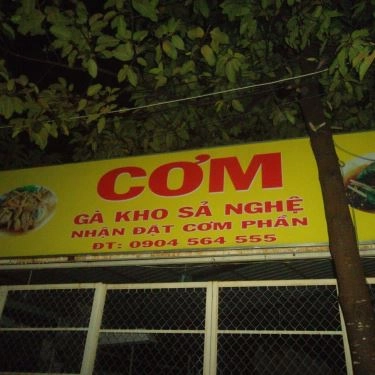 CƠM
GÀ KHO SẢ NGHỆ
NHẬN ĐẶT CƠM PHẦN
ĐT: 0904 564 555